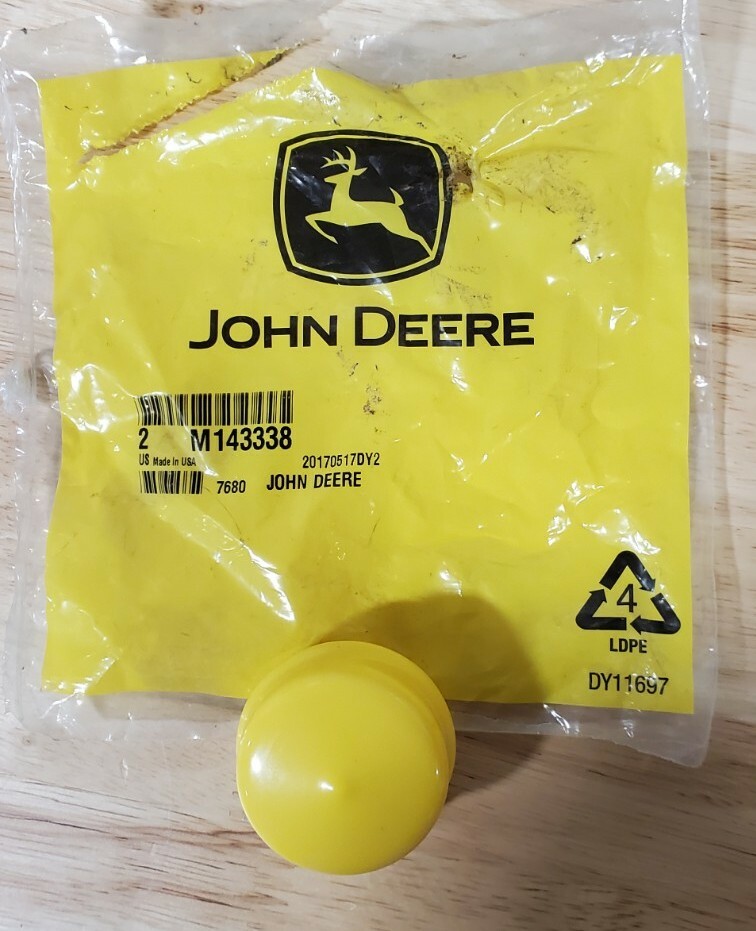 JOHN DEERE
2 M143338
US Made in USA 20170517DY2
7680 JOHN DEERE
4
LDPE
DY11697